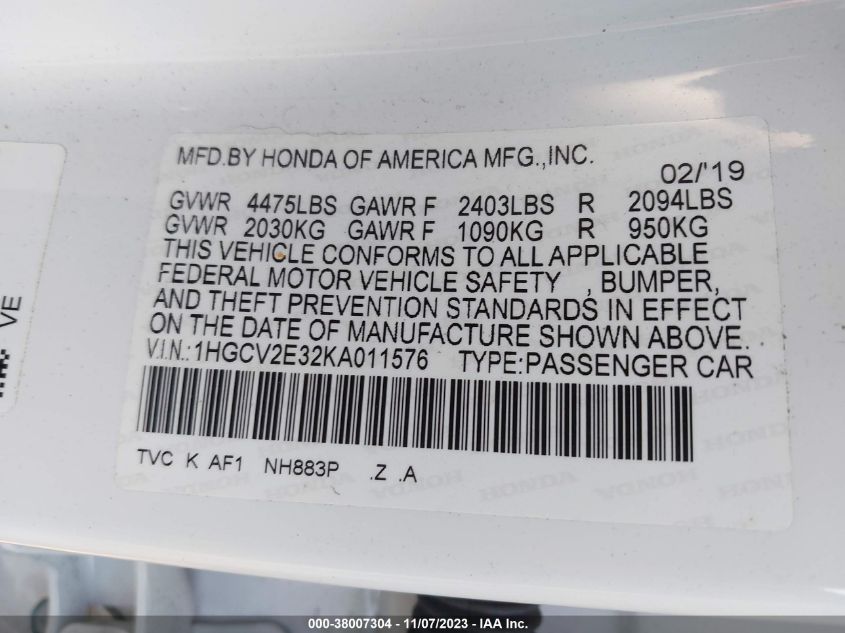 MFD.BY HONDA OF AMERICA MFG.,INC.
02/'19
GVWR 4475LBS GAWR F 2403LBS R 2094LBS
GVWR 2030KG GAWR F 1090KG R 950KG
THIS VEHICLE CONFORMS TO ALL APPLICABLE
FEDERAL MOTOR VEHICLE SAFETY , BUMPER,
AND THEFT PREVENTION STANDARDS IN EFFECT
ON THE DATE OF MANUFACTURE SHOWN ABOVE.
V.I.N.:1HGCV2E32KA011576 TYPE:PASSENGER CAR
TVC K AF1 NH883P .Z .A
VE
000-38007304 - 11/07/2023 - IAA Inc.